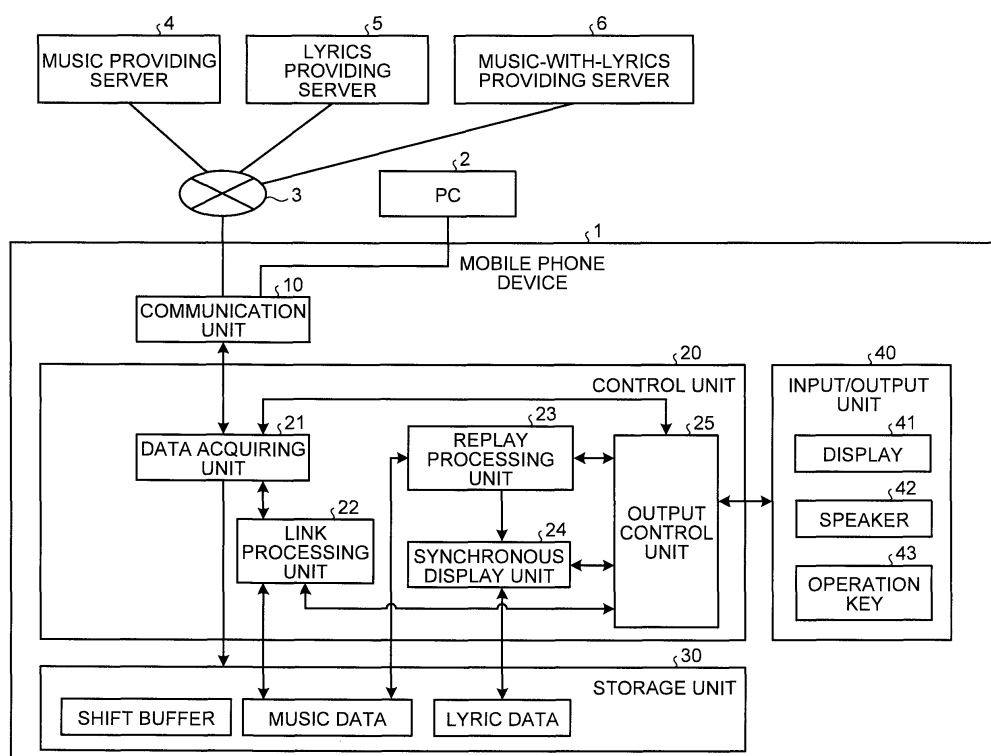 4
MUSIC PROVIDING
SERVER
5
LYRICS
PROVIDING
SERVER
6
MUSIC-WITH-LYRICS
PROVIDING SERVER
3
2
PC
1
MOBILE PHONE
DEVICE
10
COMMUNICATION
UNIT
20
CONTROL UNIT
21
DATA ACQUIRING
UNIT
22
LINK
PROCESSING
UNIT
23
REPLAY
PROCESSING
UNIT
24
SYNCHRONOUS
DISPLAY UNIT
25
OUTPUT
CONTROL
UNIT
40
INPUT/OUTPUT
UNIT
41
DISPLAY
42
SPEAKER
43
OPERATION
KEY
30
STORAGE UNIT
SHIFT BUFFER
MUSIC DATA
LYRIC DATA